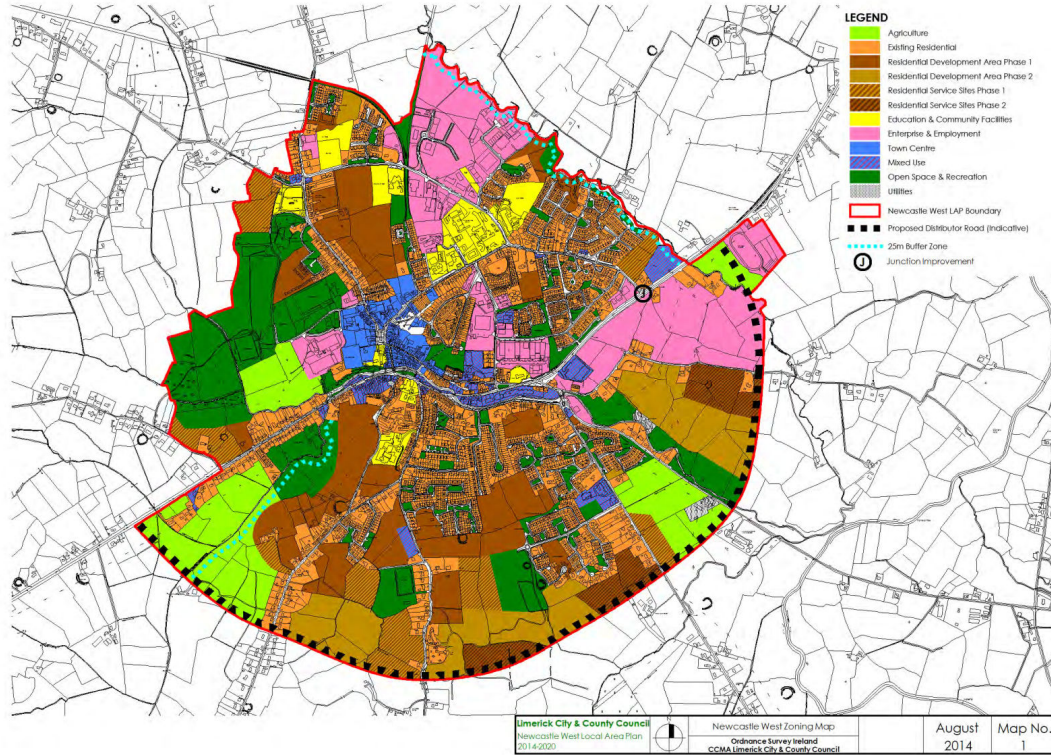 LEGEND
Agriculture
Existing Residential
Residential Development Area Phase 1
Residential Development Area Phase 2
Residential Service Sites Phase 1
Residential Service Sites Phase 2
Education & Community Facilities
Enterprise & Employment
Town Centre
Mixed Use
Open Space & Recreation
Utilities
Newcastle West LAP Boundary
Proposed Distributor Road (Indicative)
25m Buffer Zone
J Junction Improvement
J
Limerick City & County Council
Newcastle West Local Area Plan
2014-2020
Newcastle West Zoning Map
Ordnance Survey Ireland
CCMA Limerick City & County Council
August
2014
Map No.
1